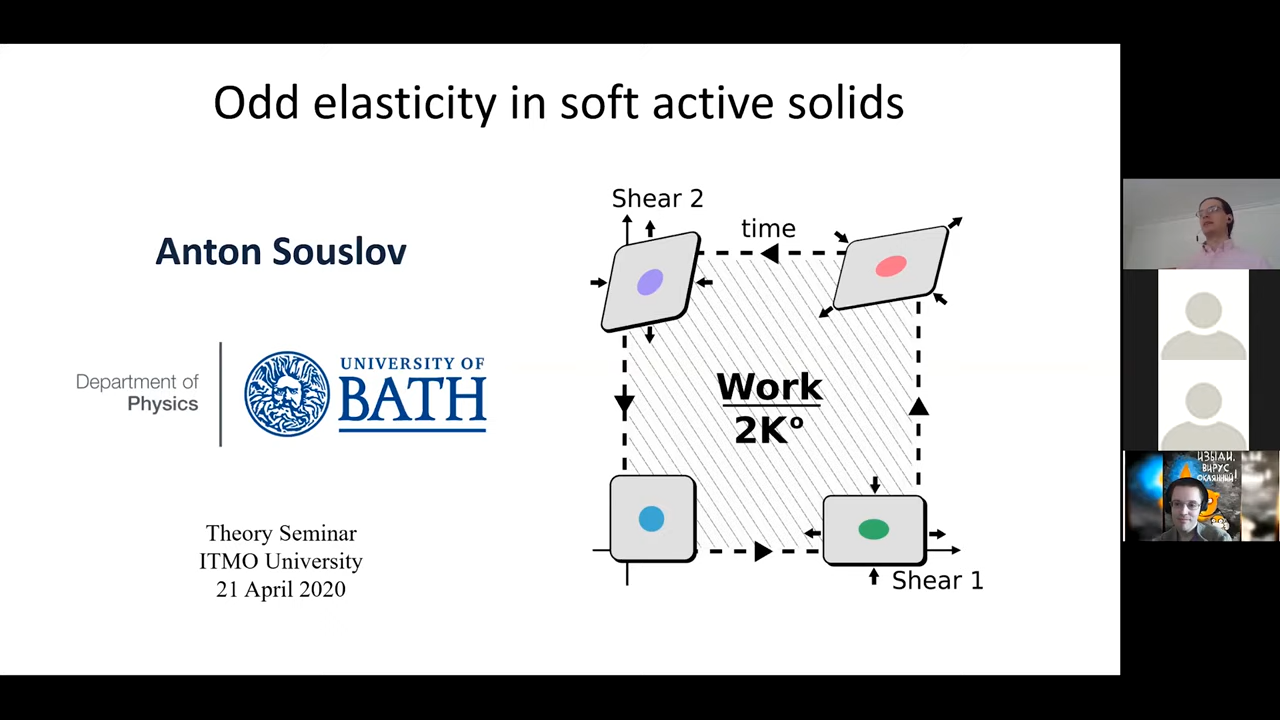 Odd elasticity in soft active solids
Anton Souslov
Department of
Physics
UNIVERSITY OF
BATH
Theory Seminar
ITMO University
21 April 2020
Shear 2
time
Work
2Kº
Shear 1
ИЗЫДИ,
ВИРУС
ОКАЯННЫЙ!